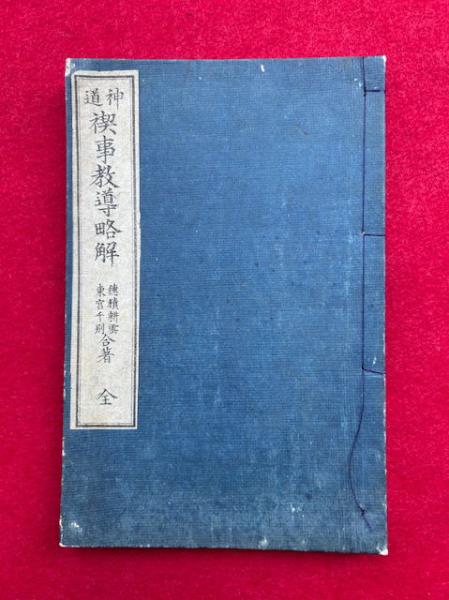 神道
禊事教導略解
穂積耕雲
東宮千別
合著
全